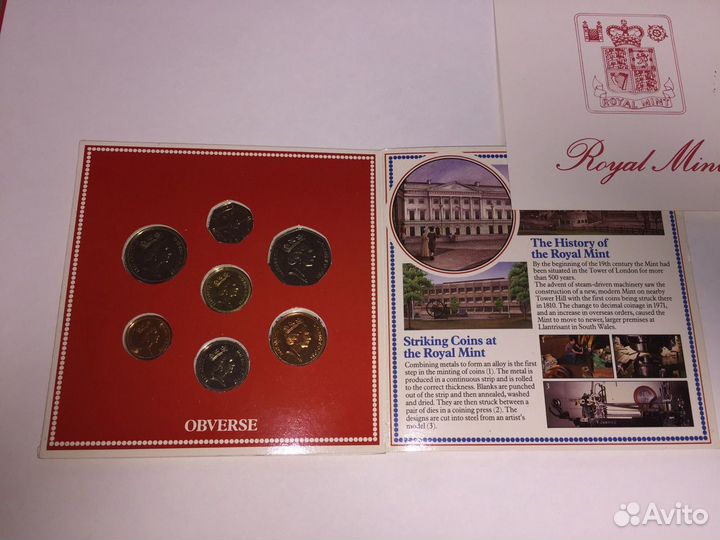 ROYAL MINT
Royal Min
The History of
the Royal Mint
By the beginning of the 19th century the Mint had
been situated in the Tower of London for more
than 500 years.
The advent of steam-driven machinery saw the
construction of a new, modern Mint on nearby
Tower Hill with the first coins being struck there
in 1810. The change to decimal coinage in 1971,
and an increase in overseas orders, caused the
Mint to move to newer, larger premises at
Llantrisant in South Wales.
Striking Coins at
the Royal Mint
Combining metals to form an alloy is the first
step in the minting of coins (1). The metal is
produced in a continuous strip and is rolled
to the correct thickness. Blanks are punched
out of the strip and then annealed, washed
and dried. They are then struck between a
pair of dies in a coining press (2). The
designs are cut into steel from an artist's
model (3).
3
1
OBVERSE
Avito